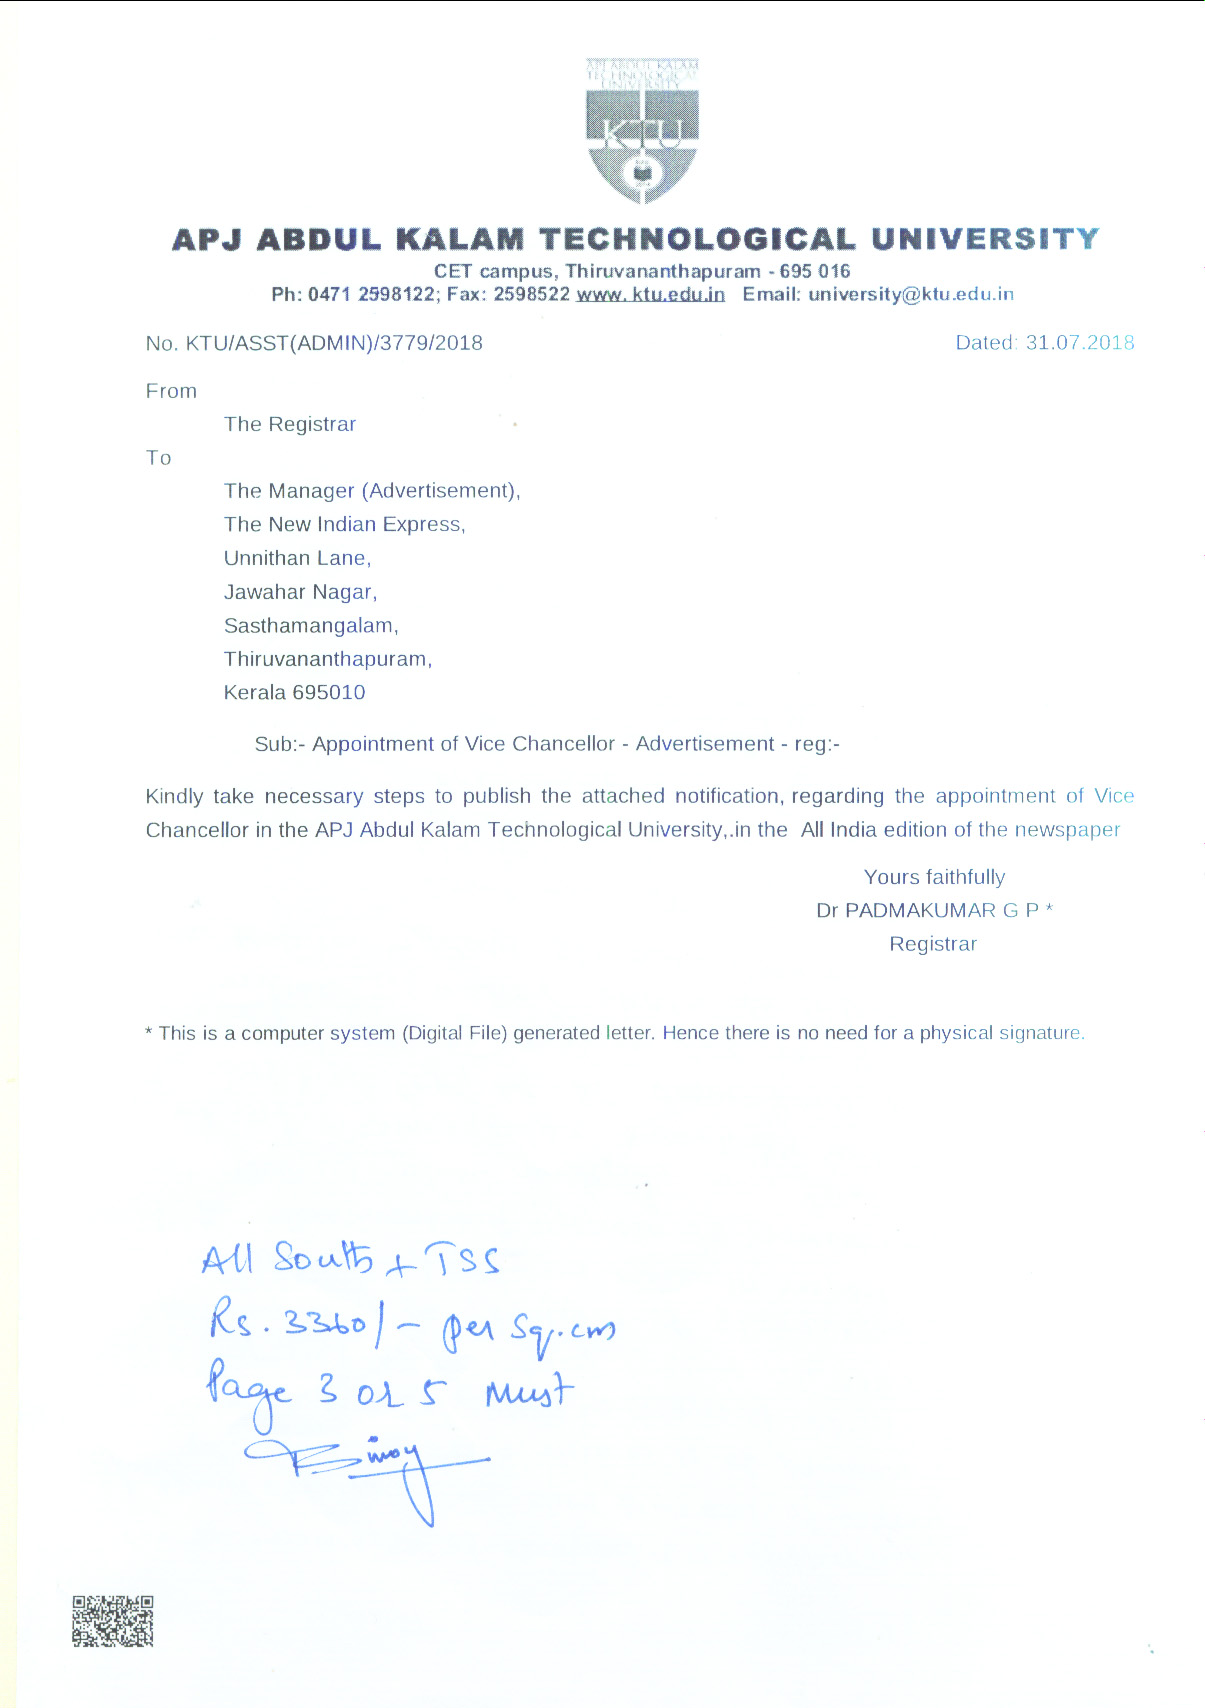 APJ ABDUL KALAM
TECHNOLOGICAL
UNIVERSITY
KTU
APJ ABDUL KALAM TECHNOLOGICAL UNIVERSITY
CET campus, Thiruvananthapuram - 695 016
Ph: 0471 2598122; Fax: 2598522 www. ktu.edu.in Email: university@ktu.edu.in
No. KTU/ASST(ADMIN)/3779/2018 Dated: 31.07.2018
From
The Registrar
To
The Manager (Advertisement),
The New Indian Express,
Unnithan Lane,
Jawahar Nagar,
Sasthamangalam,
Thiruvananthapuram,
Kerala 695010
Sub:- Appointment of Vice Chancellor - Advertisement - reg:-
Kindly take necessary steps to publish the attached notification, regarding the appointment of Vice
Chancellor in the APJ Abdul Kalam Technological University,.in the All India edition of the newspaper
Yours faithfully
Dr PADMAKUMAR G P *
Registrar
* This is a computer system (Digital File) generated letter. Hence there is no need for a physical signature.
All South + TSS
Rs. 3360/- per Sq.cm
Page 3 or 5 Must
Binoy